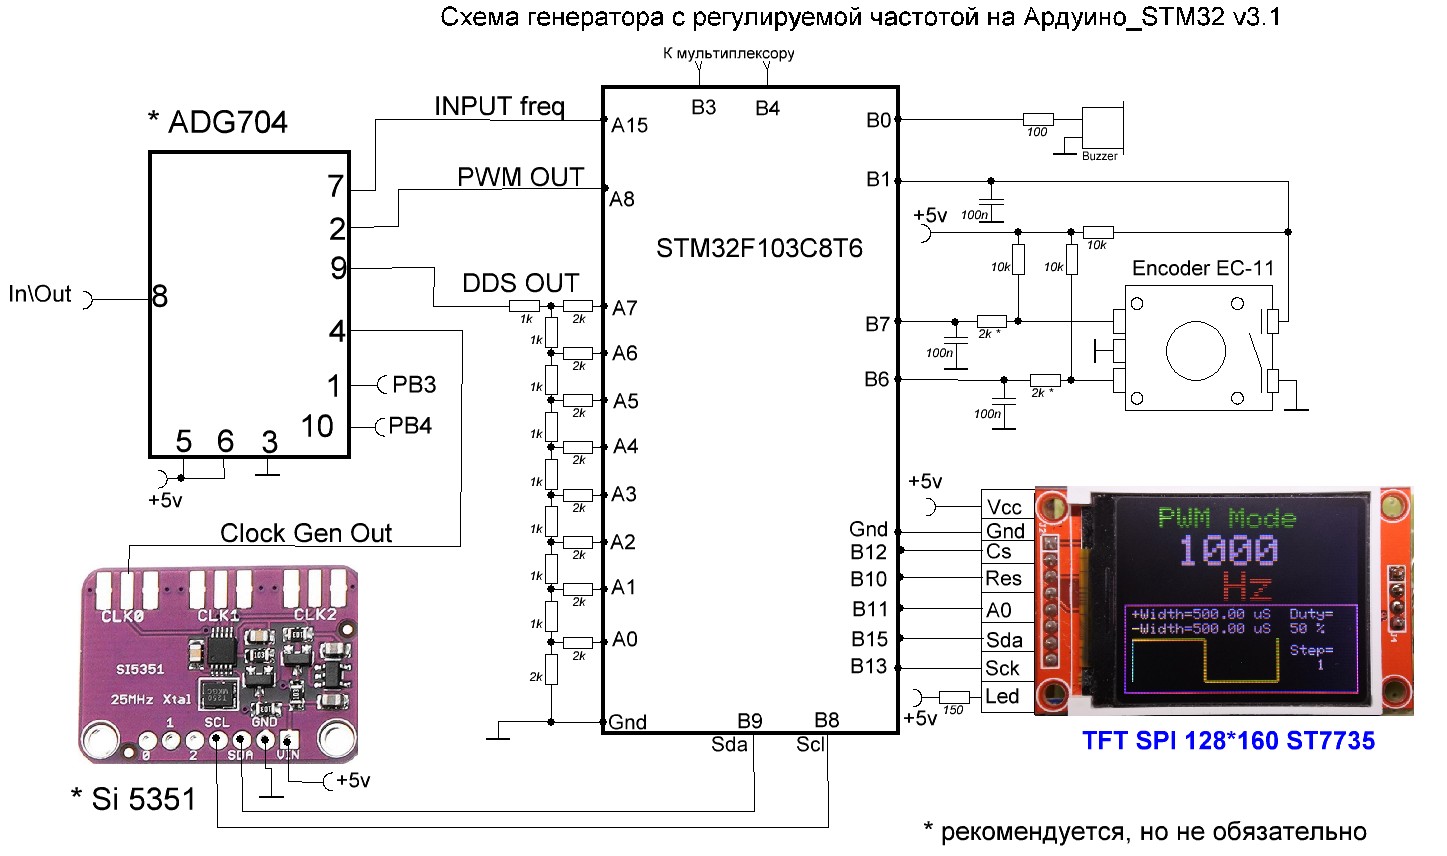 Схема генератора с регулируемой частотой на Ардуино_STM32 v3.1
К мультиплексору
B3 B4
* ADG704
INPUT freq
A15
PWM OUT
A8
7
2
9
4
1
10
8
5 6 3
In\Out
PB3
PB4
+5v
STM32F103C8T6
DDS OUT
1k 2k A7
1k
2k A6
1k
2k A5
1k
2k A4
1k
2k A3
1k
2k A2
1k
2k A1
1k
2k A0
2k
Gnd
B0
100
Buzzer
B1
100n
+5v
10k
10k 10k
Encoder EC-11
B7
2k *
100n
B6
2k *
100n
+5v
Vcc
Gnd Gnd
B12 Cs
B10 Res
B11 A0
B15 Sda
B13 Sck
Led
+5v 150
B9 B8
Sda Scl
PWM Mode
1000
Hz
+Width=500.00 uS Duty=
-Width=500.00 uS 50 %
Step=
1
J4
TFT SPI 128*160 ST7735
Clock Gen Out
CLK0 CLK1 CLK2
SI5351
103
103
25MHz Xtal
SCL GND
0 1 2 SDA VIN
+5v
* Si 5351
* рекомендуется, но не обязательно